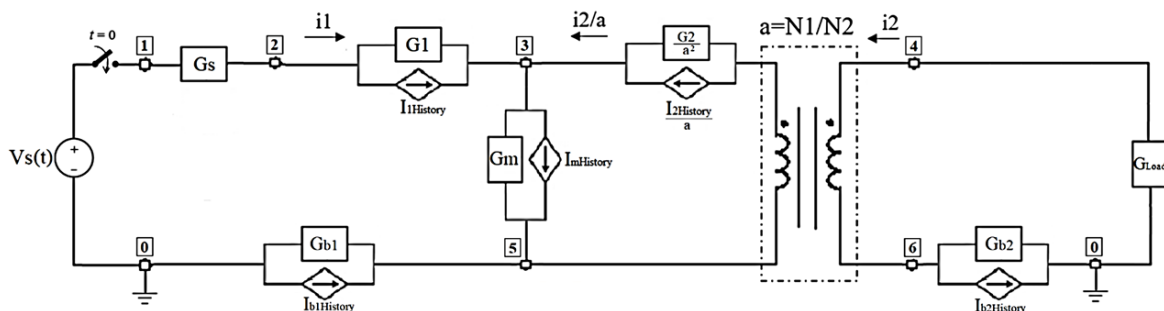 t=0
1
Gs
2
i1
G1
I1History
3
i2/a
G2
a²
I2History
a
a=N1/N2
i2
4
Vs(t)
+
−
Gm
ImHistory
GLoad
0
Gb1
Ib1History
5
6
Gb2
Ib2History
0